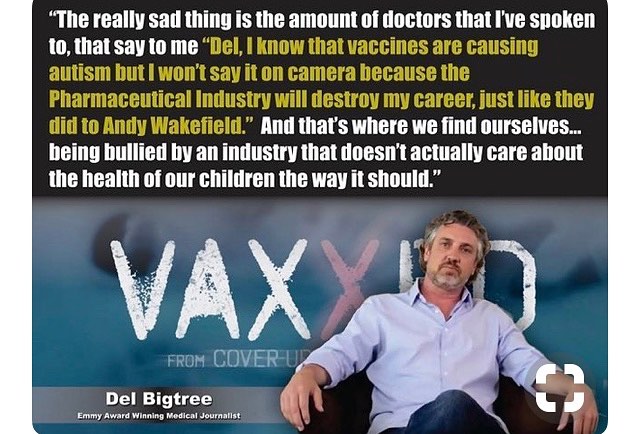 “The really sad thing is the amount of doctors that I’ve spoken
to, that say to me “Del, I know that vaccines are causing
autism but I won’t say it on camera because the
Pharmaceutical Industry will destroy my career, just like they
did to Andy Wakefield.” And that’s where we find ourselves...
being bullied by an industry that doesn’t actually care about
the health of our children the way it should.”
VAXXED
FROM COVER-UP
Del Bigtree
Emmy Award Winning Medical Journalist